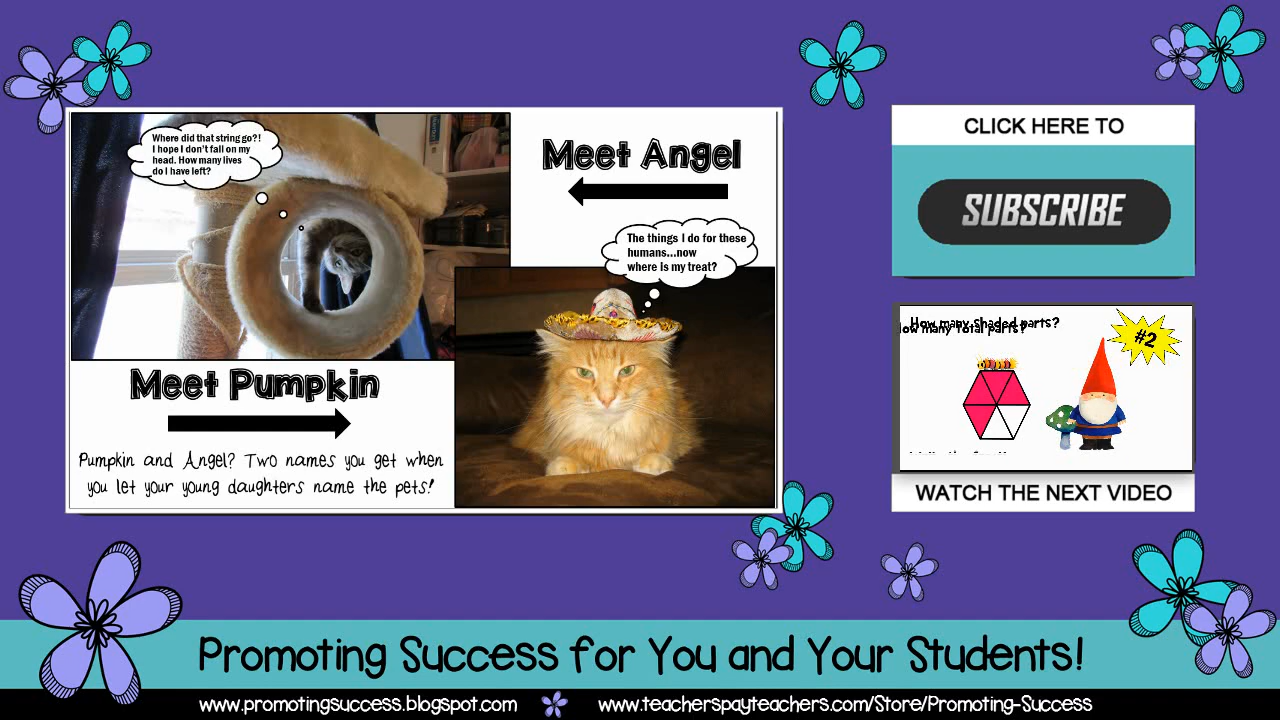 Where did that string go?!
I hope I don't fall on my
head. How many lives
do I have left?
Meet Angel
The things I do for these
humans...now
where is my treat?
Meet Pumpkin
Pumpkin and Angel? Two names you get when
you let your young daughters name the pets!
CLICK HERE TO
SUBSCRIBE
How many shaded parts?
How many total parts?
#2
WATCH THE NEXT VIDEO
Promoting Success for You and Your Students!
www.promotingsuccess.blogspot.com
www.teacherspayteachers.com/Store/Promoting-Success